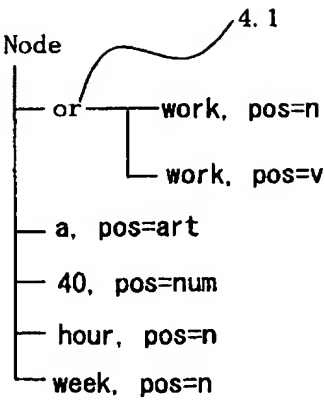 4.1
Node
or work, pos=n
work, pos=v
a, pos=art
40, pos=num
hour, pos=n
week, pos=n